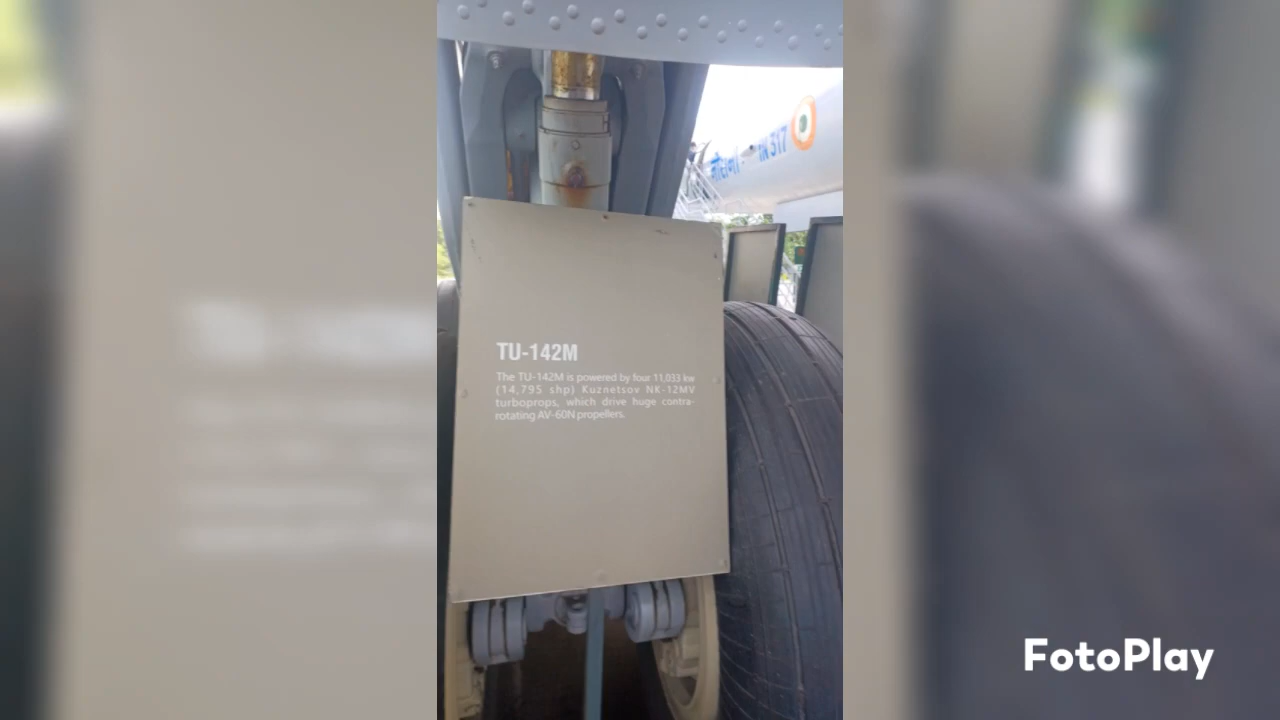 नौसेना IN 317
TU-142M
The TU-142M is powered by four 11,033 kw
(14,795 shp) Kuznetsov NK-12MV
turboprops, which drive huge contra-
rotating AV-60N propellers.
FotoPlay